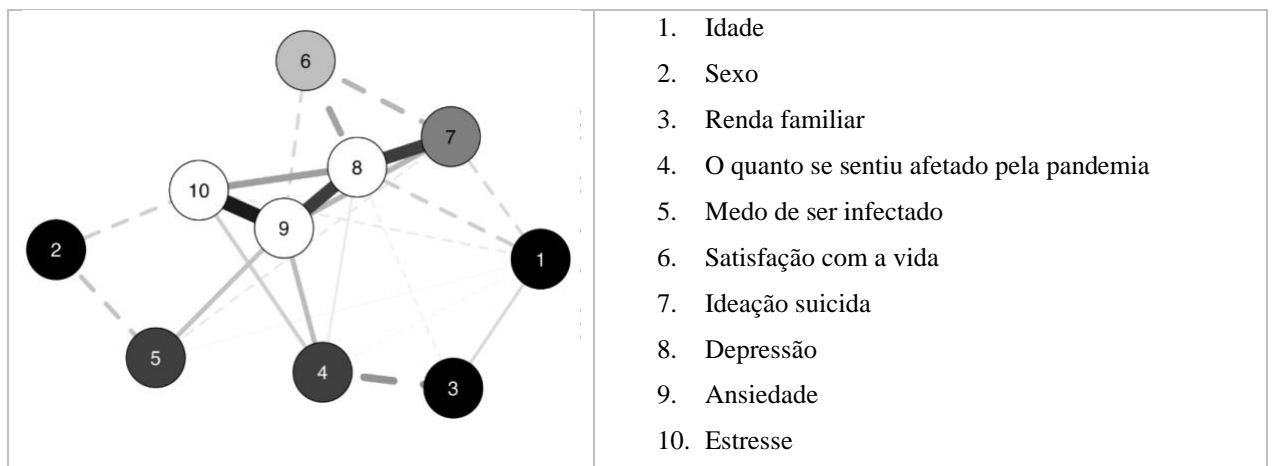 6
7
8
10
9
2
1
5
4
3
1. Idade
2. Sexo
3. Renda familiar
4. O quanto se sentiu afetado pela pandemia
5. Medo de ser infectado
6. Satisfação com a vida
7. Ideação suicida
8. Depressão
9. Ansiedade
10. Estresse